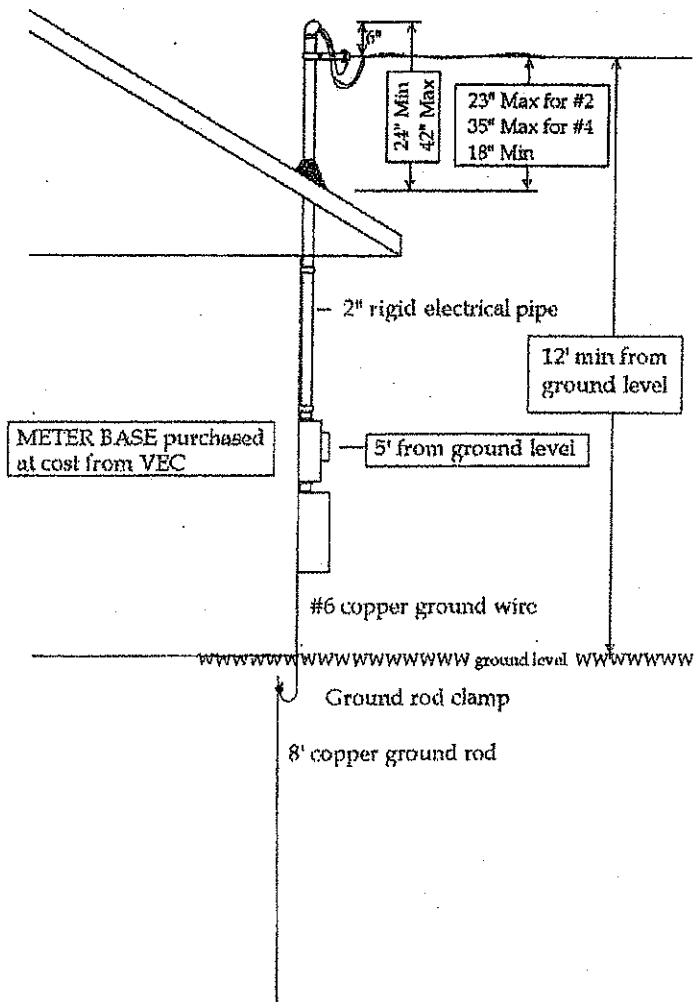 6"
24" Min
42" Max
23" Max for #2
35" Max for #4
18" Min
2" rigid electrical pipe
12' min from
ground level
METER BASE purchased
at cost from VEC
5' from ground level
#6 copper ground wire
ground level
Ground rod clamp
8' copper ground rod